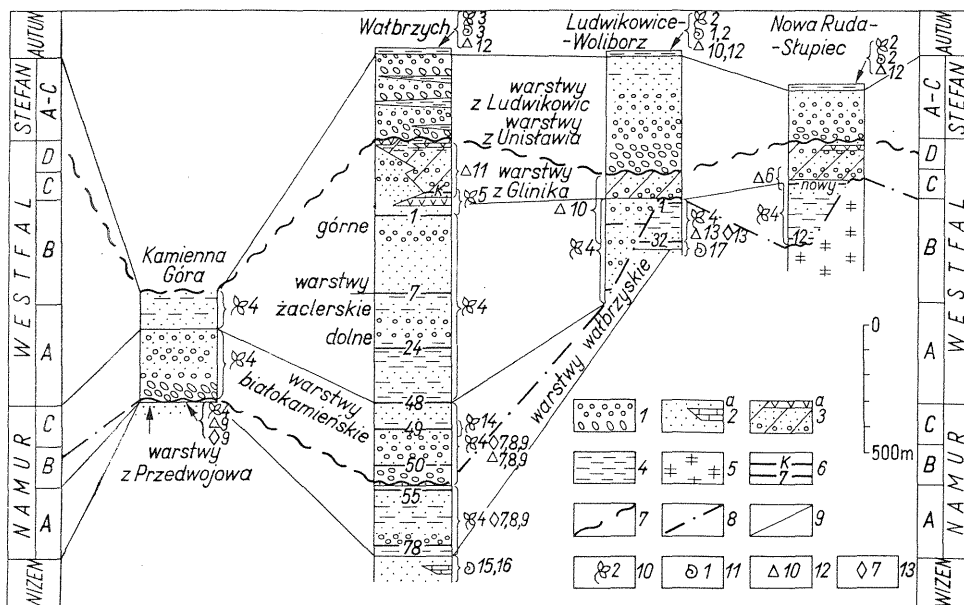 AUTUN
STEFAN
A-C
WESTFAL
D
C
B
A
NAMUR
C
B
A
WIZEN
Wałbrzych
3
3
12
Ludwikowice-
-Woliborz
2
1,2
10,12
Nowa Ruda-
-Słupiec
2
2
12
warstwy
z Ludwikowic
warstwy
z Unisławia
warstwy
z Glinika
11
K
5
1
górne
7
warstwy
żaclerskie
dolne
4
24
48
14
49
4 7,8,9
7,8,9
50
55
4 7,8,9
78
15,16
Kamienna
Góra
4
4
warstwy
białokamieńskie
4
9
9
warstwy
z Przedwojowa
10
4
1
32
4
13 13
17
warstwy wałbrzyskie
6
nowy
4
12
0
500m
1
a
2
a
3
4
5
K
7
6
7
8
9
2 10
1 11
10 12
7 13
AUTUN
STEFAN
A-C
WESTFAL
D
C
B
A
NAMUR
C
B
A
WIZEN